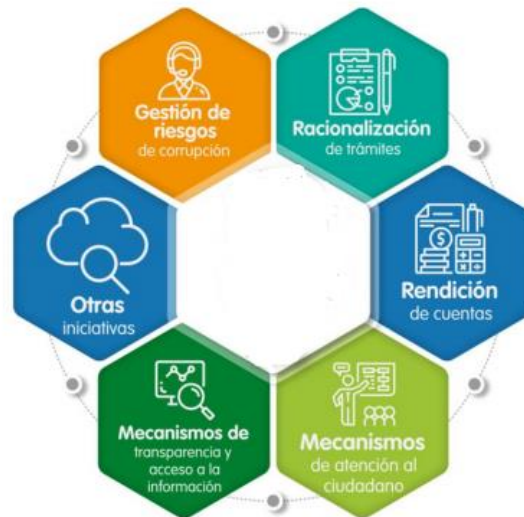 Gestión de
riesgos
de corrupción
Racionalización
de trámites
Rendición
de cuentas
Mecanismos
de atención al
ciudadano
Mecanismos de
transparencia y
acceso a la
información
Otras
iniciativas